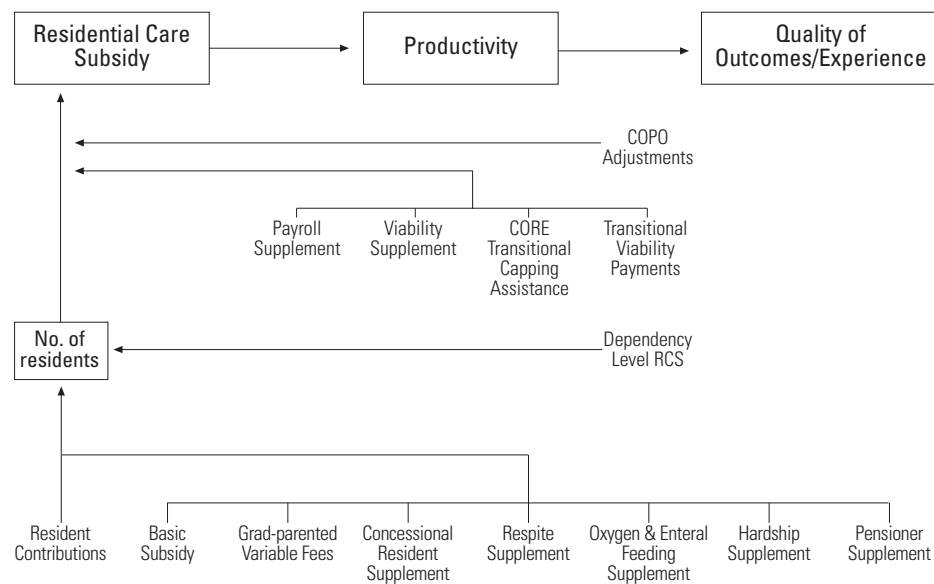 Residential Care
Subsidy
Productivity
Quality of
Outcomes/Experience
COPO
Adjustments
Payroll
Supplement
Viability
Supplement
CORE
Transitional
Capping
Assistance
Transitional
Viability
Payments
No. of
residents
Dependency
Level RCS
Resident
Contributions
Basic
Subsidy
Grad-parented
Variable Fees
Concessional
Resident
Supplement
Respite
Supplement
Oxygen & Enteral
Feeding
Supplement
Hardship
Supplement
Pensioner
Supplement